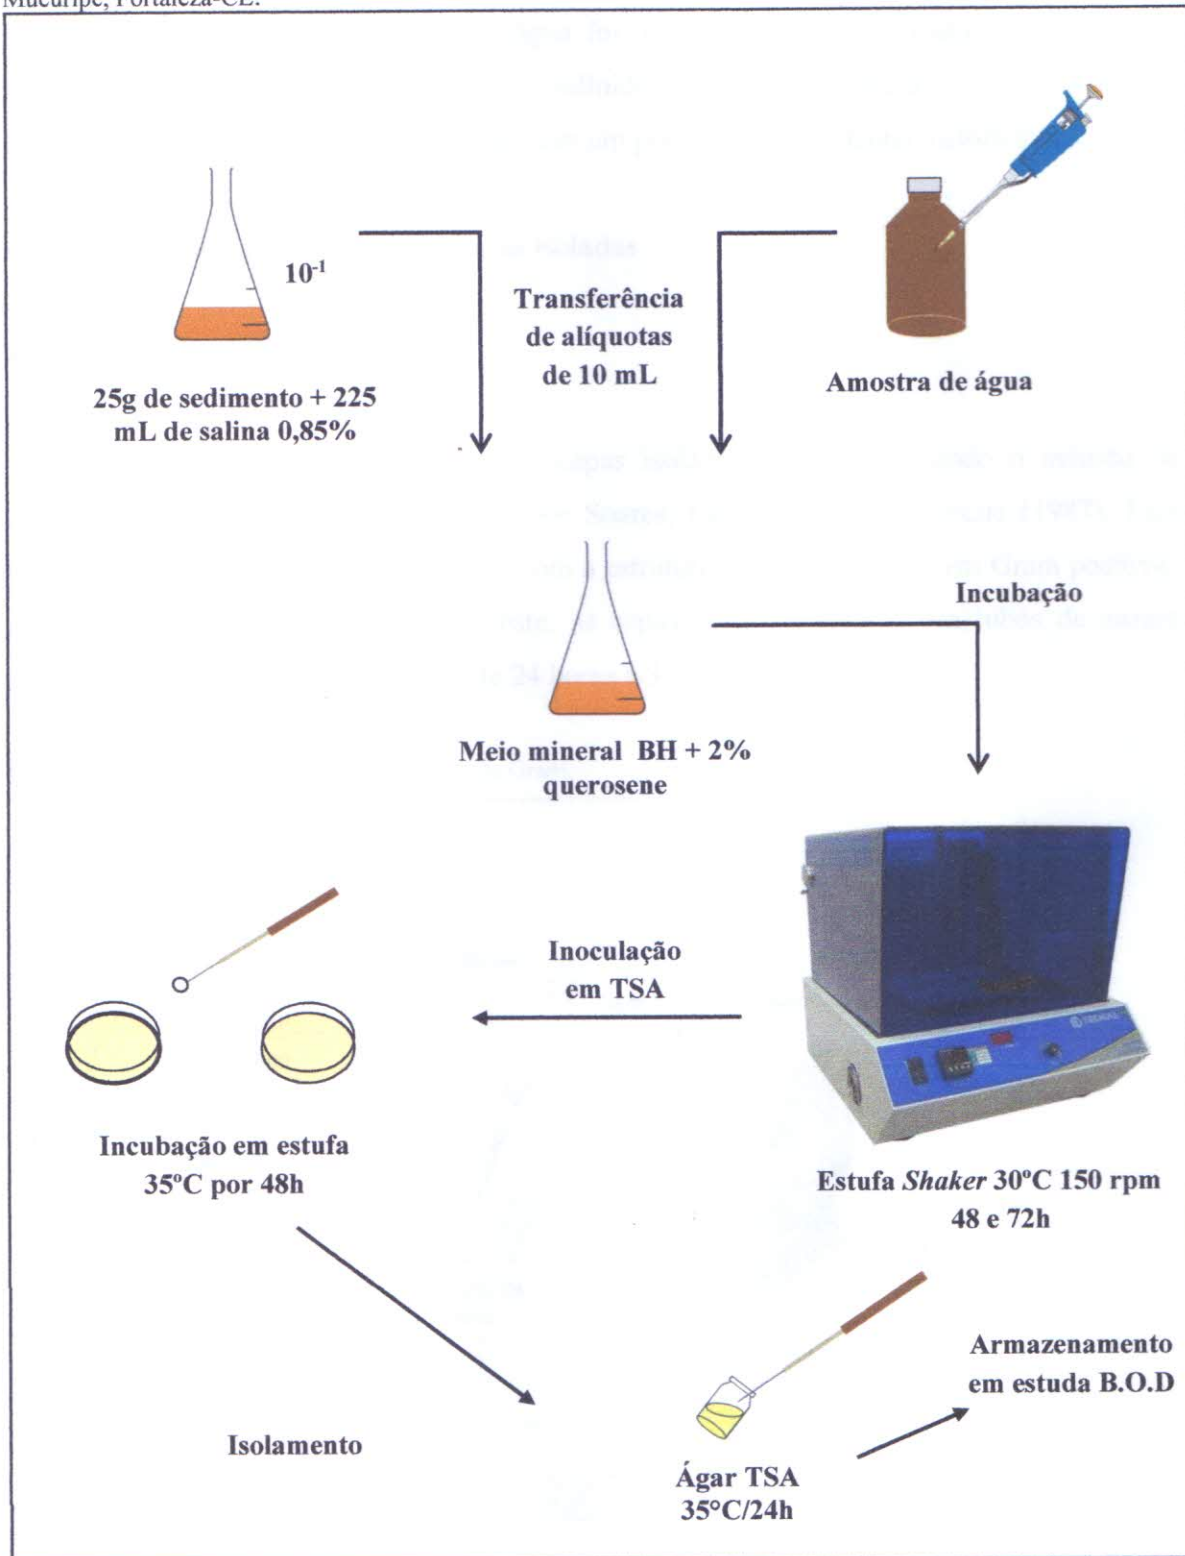 Mucuripe, Fortaleza-CE.
10-1
25g de sedimento + 225
mL de salina 0,85%
Transferência
de alíquotas
de 10 mL
Amostra de água
Meio mineral BH + 2%
querosene
Incubação
Estufa Shaker 30ºC 150 rpm
48 e 72h
Inoculação
em TSA
Incubação em estufa
35ºC por 48h
Isolamento
Ágar TSA
35°C/24h
Armazenamento
em estuda B.O.D